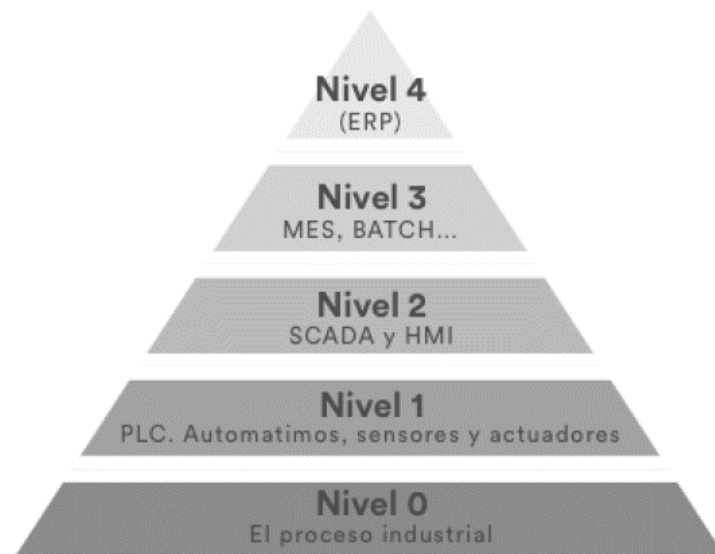 Nivel 4
(ERP)
Nivel 3
MES, BATCH...
Nivel 2
SCADA y HMI
Nivel 1
PLC. Automatimos, sensores y actuadores
Nivel 0
El proceso industrial